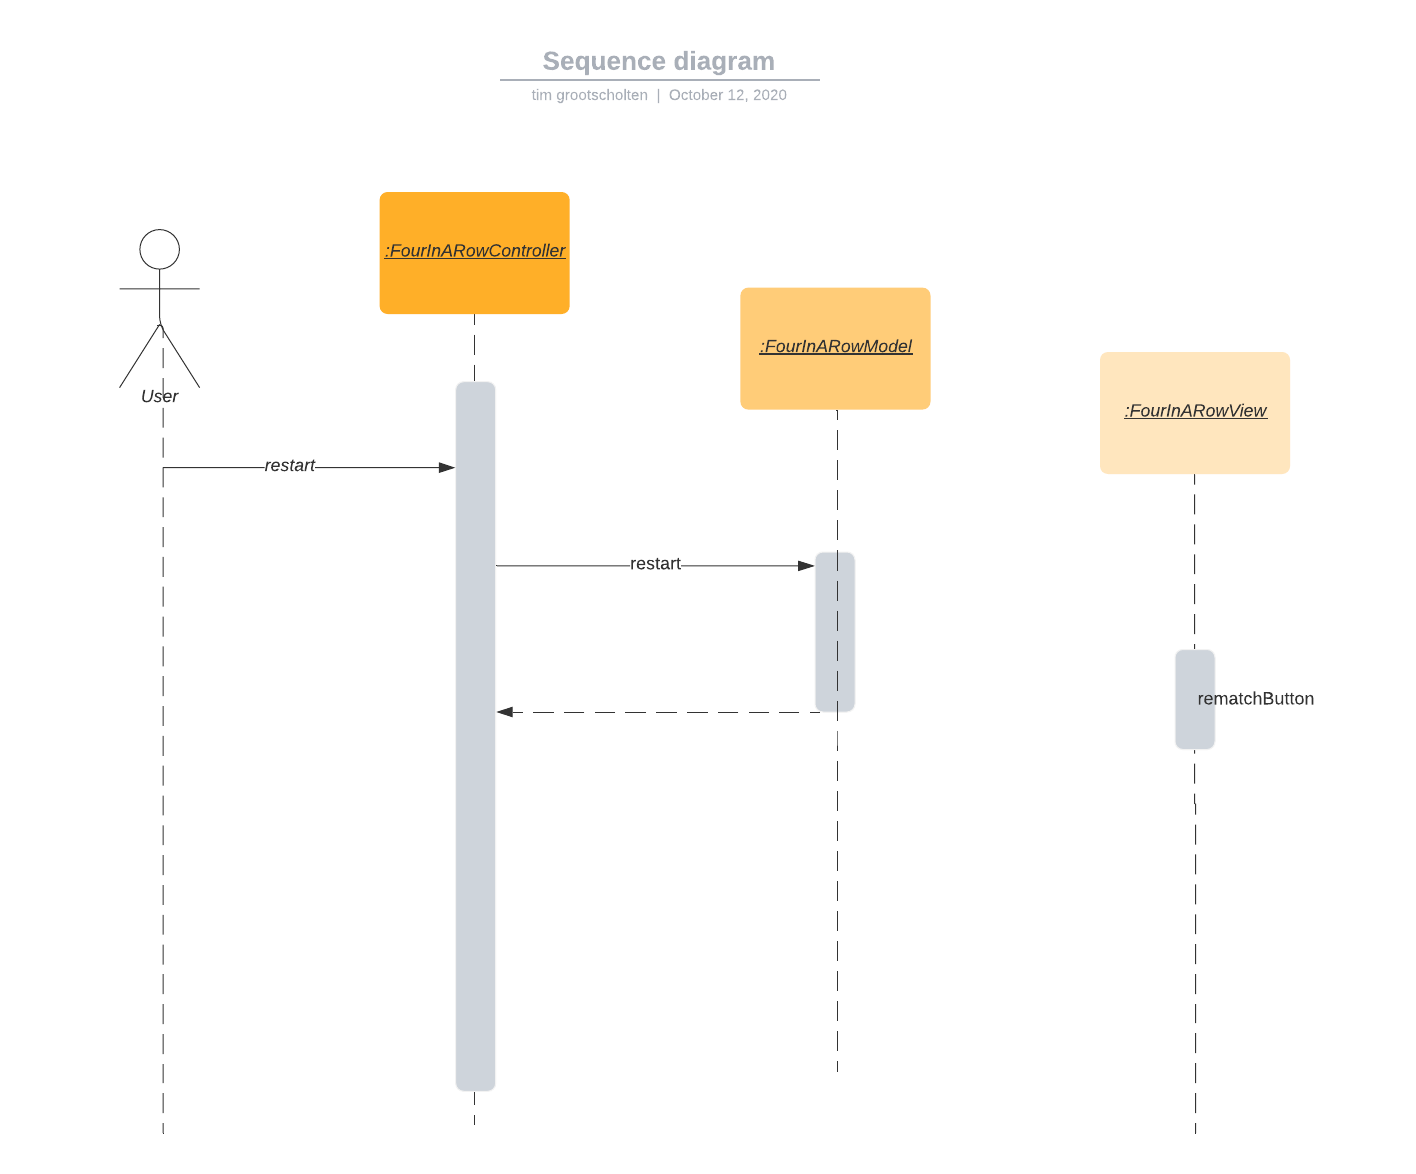 Sequence diagram
tim grootscholten | October 12, 2020
:FourInARowController
:FourInARowModel
:FourInARowView
User
restart
restart
rematchButton